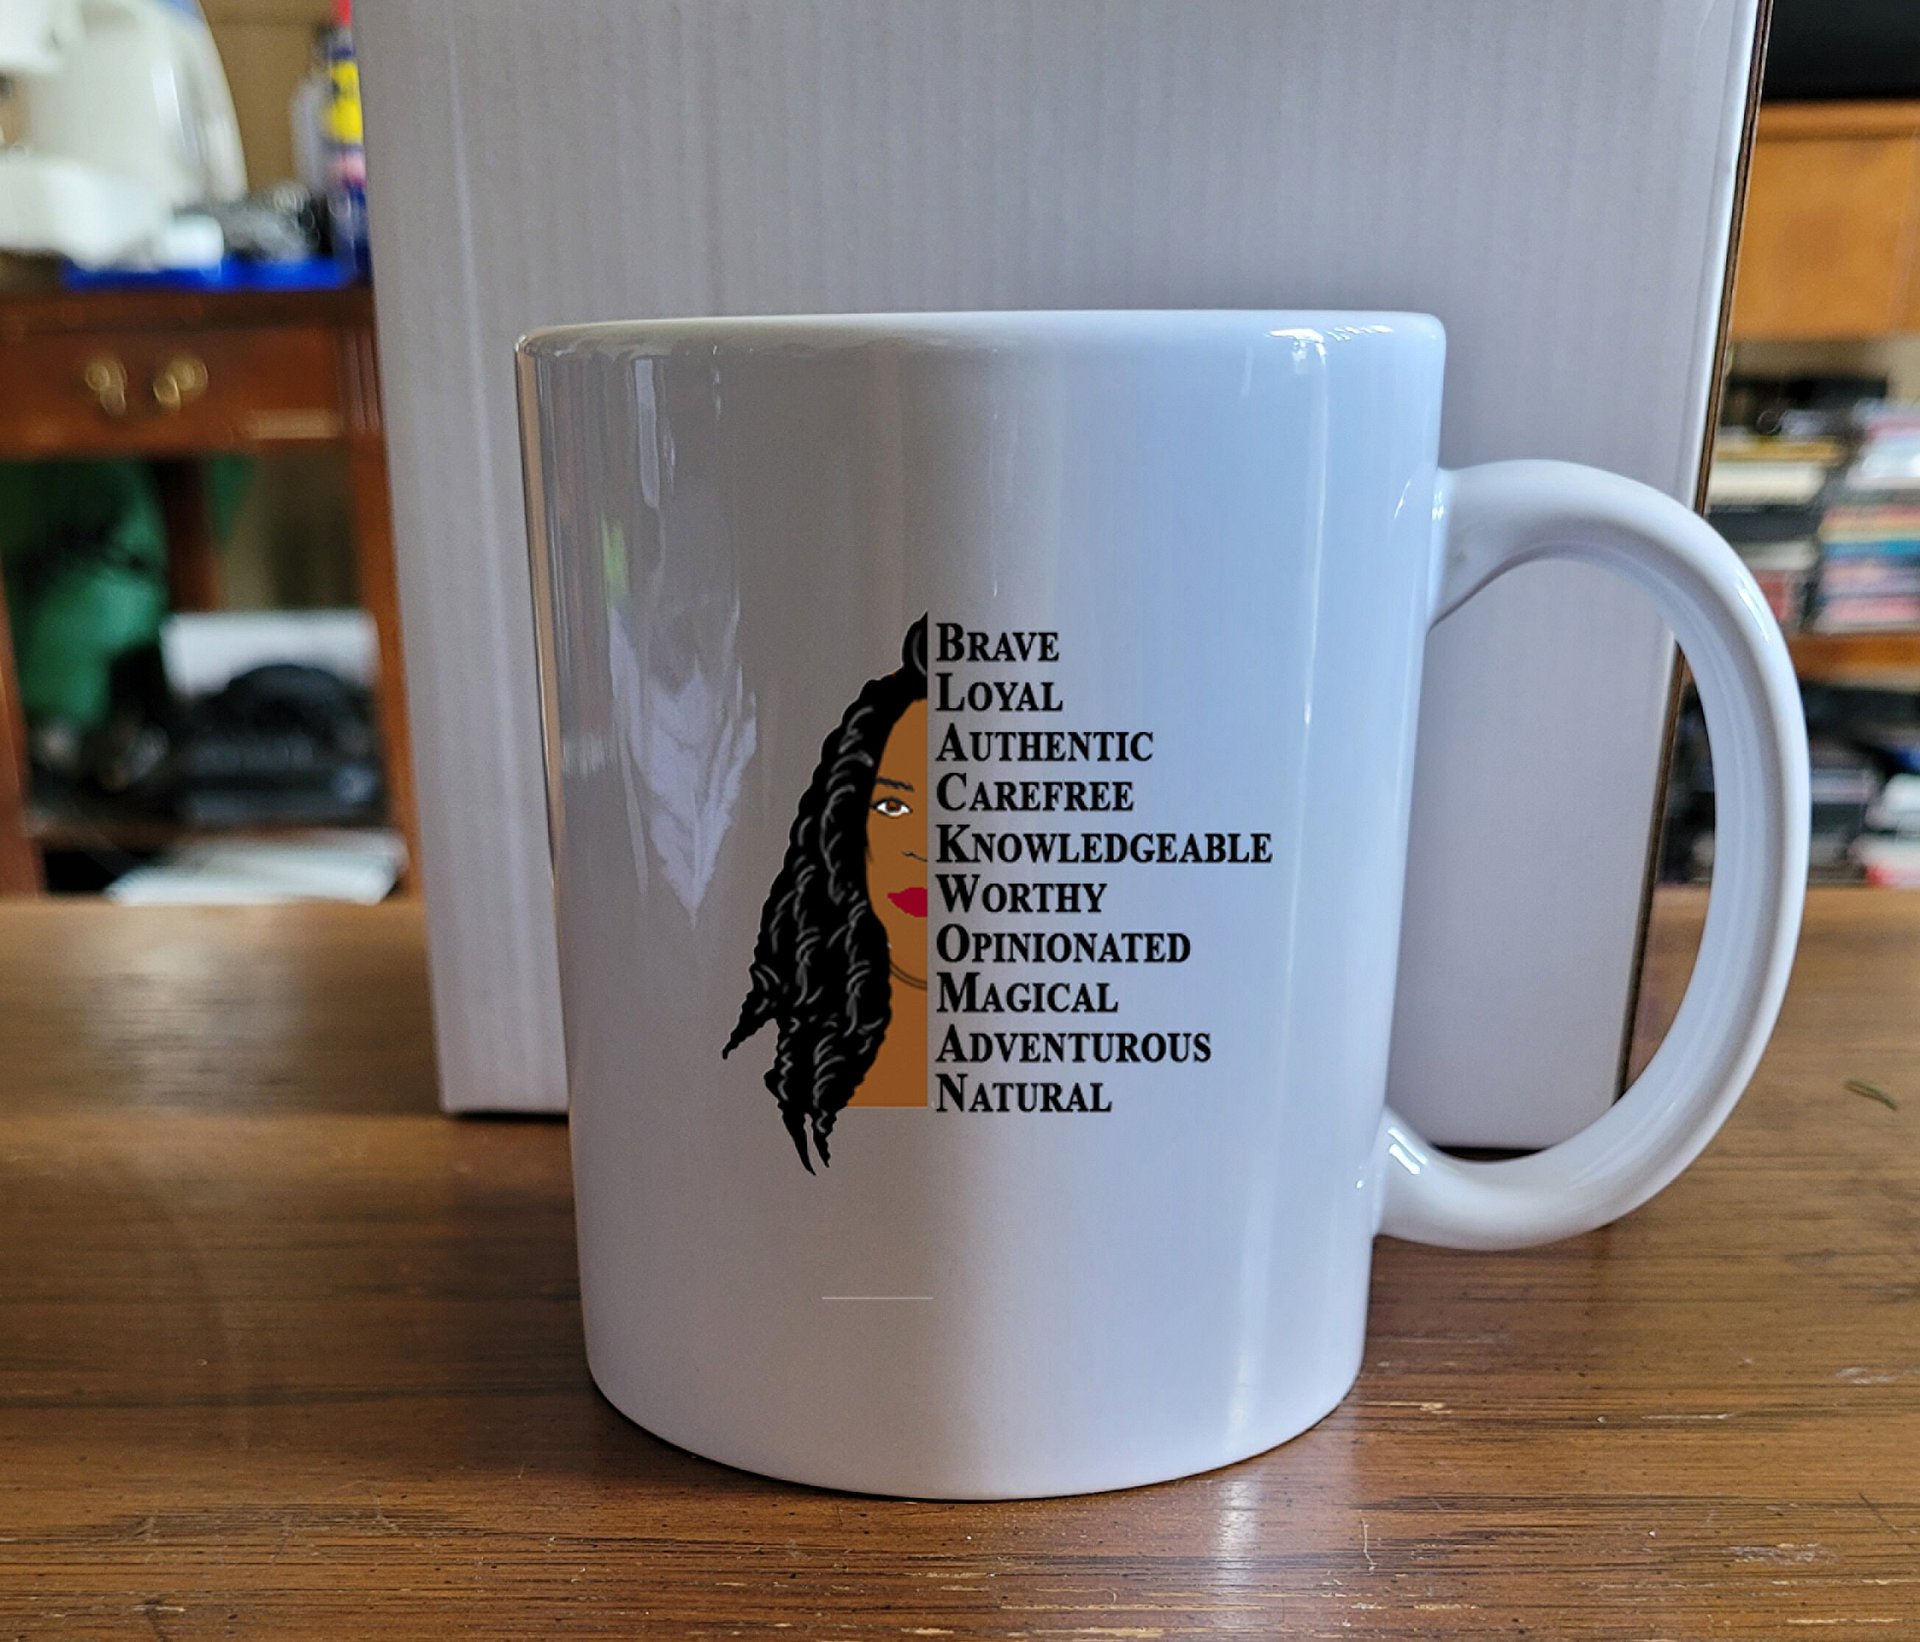 BRAVE
LOYAL
AUTHENTIC
CAREFREE
KNOWLEDGEABLE
WORTHY
OPINIONATED
MAGICAL
ADVENTUROUS
NATURAL